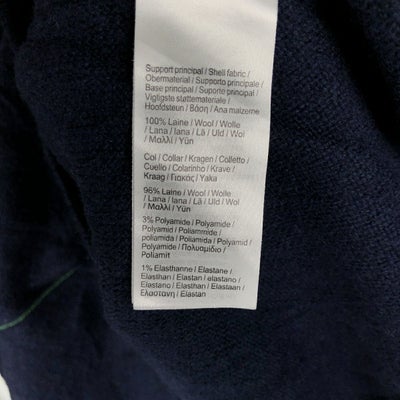 Support principal / Shell fabric /
Obermaterial / Soporto principale /
Base principal / Suporte principal /
Vigtigste støttemateriale /
Hoofdsteun / Βάση / Ana malzeme
100% Laine / Wool / Wolle
/ Lana / lana / Lã / Uld / Wol
/ Μαλλί / Yün
Col / Collar / Kragen / Colletto /
Cuello / Colarinho / Krave /
Kraag / Γιακάς / Yaka
96% Laine / Wool / Wolle
/ Lana / lana / Lã / Uld / Wol
/ Μαλλί / Yün
3% Polyamide / Polyamide /
Polyamid / Poliammide /
poliamida / Poliamida / Polyamid /
Polyamide / Πολυαμίδιο /
Poliamit
1% Elasthanne / Elastane /
Elasthan / Elastan / elastano /
Elastano / Elasthan / Elastaan /
Ελαστάνη / Elastan